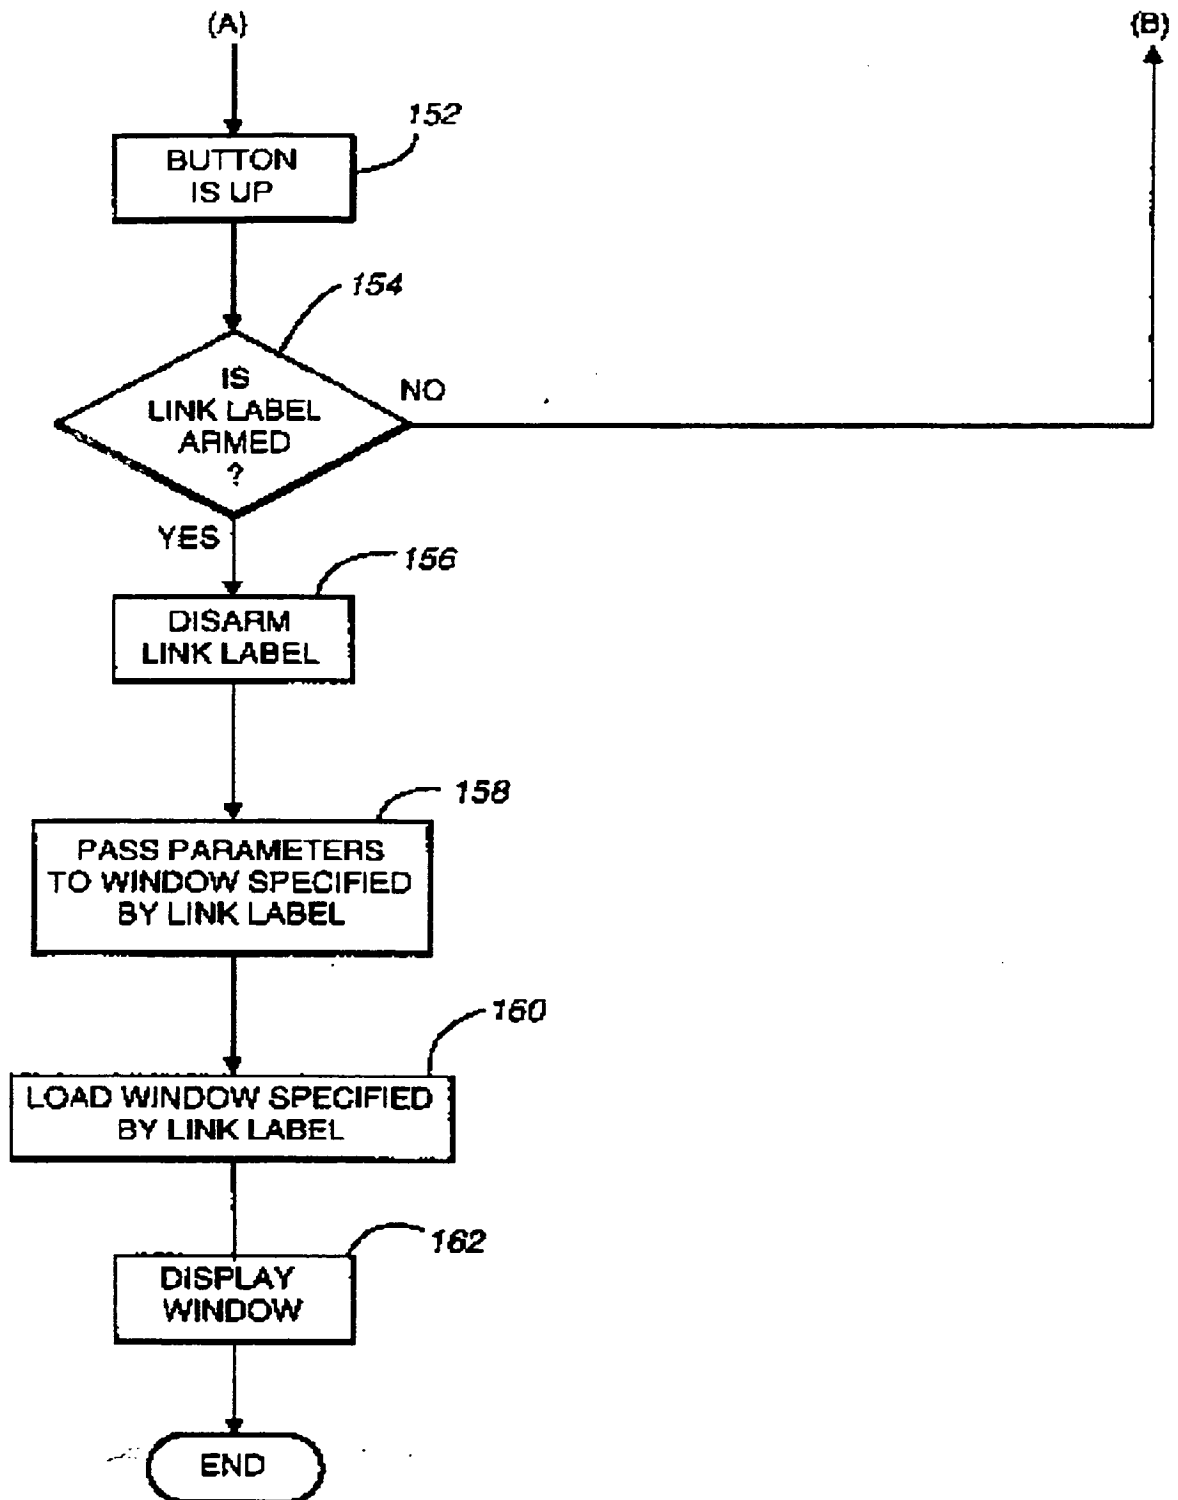 (A)
(B)
152
BUTTON
IS UP
154
IS
LINK LABEL
ARMED
?
NO
YES
156
DISARM
LINK LABEL
158
PASS PARAMETERS
TO WINDOW SPECIFIED
BY LINK LABEL
160
LOAD WINDOW SPECIFIED
BY LINK LABEL
162
DISPLAY
WINDOW
END